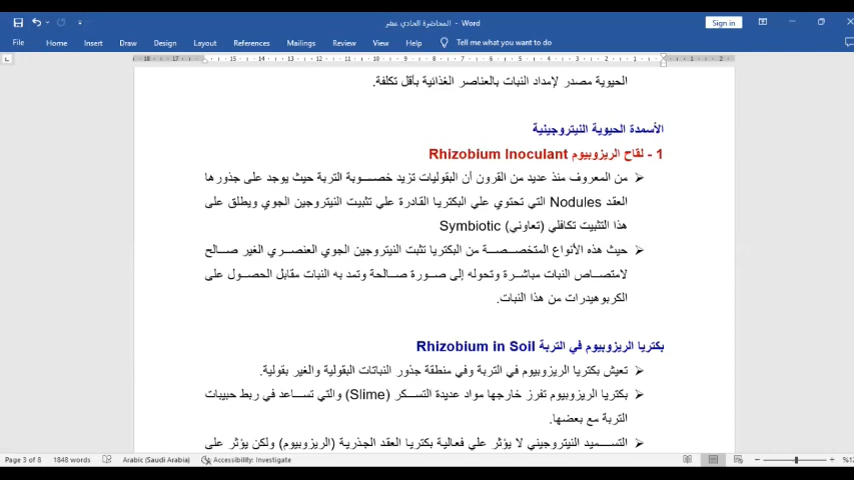 المحاضرة الحادي عشر - Word
Sign in
File Home Insert Draw Design Layout References Mailings Review View Help Tell me what you want to do
الحيوية مصدر لإمداد النبات بالعناصر الغذائية بأقل تكلفة.
الأسمدة الحيوية النيتروجينية
1 - لقاح الريزوبيوم Rhizobium Inoculant
من المعروف منذ عديد من القرون أن البقوليات تزيد خصوبة التربة حيث يوجد على جذورها
العقد Nodules التي تحتوي علي البكتريا القادرة علي تثبيت النيتروجين الجوي ويطلق على
هذا التثبيت تكافلي (تعاوني) Symbiotic
حيث هذه الأنواع المتخصصة من البكتريا تثبت النيتروجين الجوي العنصري الغير صالح
لامتصاص النبات مباشرة وتحوله إلى صورة صالحة وتمد به النبات مقابل الحصول على
الكربوهيدرات من هذا النبات.
بكتريا الريزوبيوم في التربة Rhizobium in Soil
تعيش بكتريا الريزوبيوم في التربة وفي منطقة جذور النباتات البقولية والغير بقولية.
بكتريا الريزوبيوم تفرز خارجها مواد عديدة التسكر (Slime) والتي تساعد في ربط حبيبات
التربة مع بعضها.
التسميد النيتروجيني لا يؤثر علي فعالية بكتريا العقد الجذرية (الريزوبيوم) ولكن يؤثر على
Page 3 of 8 1848 words Arabic (Saudi Arabia) Accessibility: Investigate